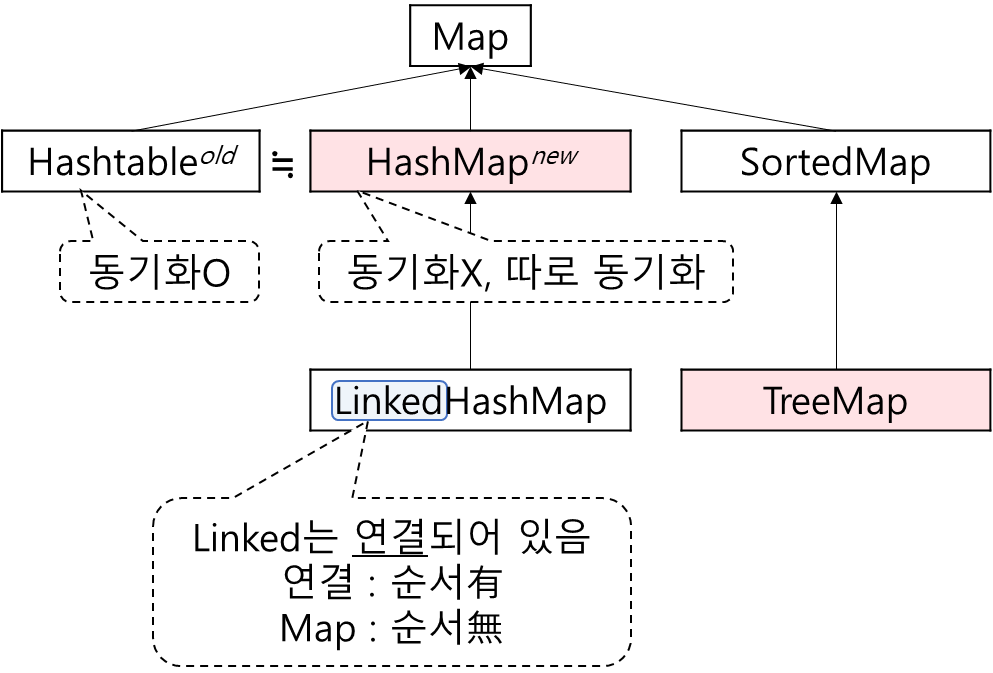 Map
Hashtable old ≒ HashMap new
SortedMap
동기화O
동기화X, 따로 동기화
LinkedHashMap
TreeMap
Linked는 연결되어 있음
연결 : 순서有
Map : 순서無